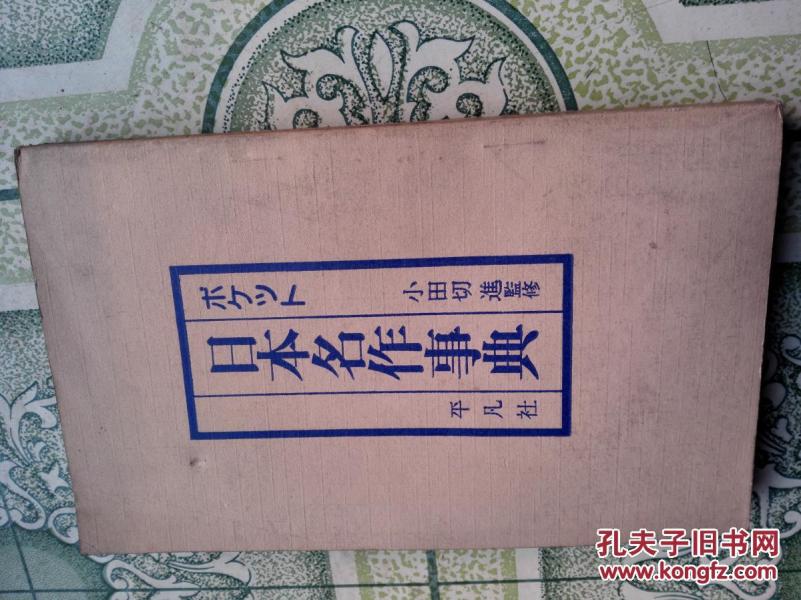 ポケット
小田切 進監修
日本名作事典
平凡社
孔夫子旧书网
www.kongfz.com